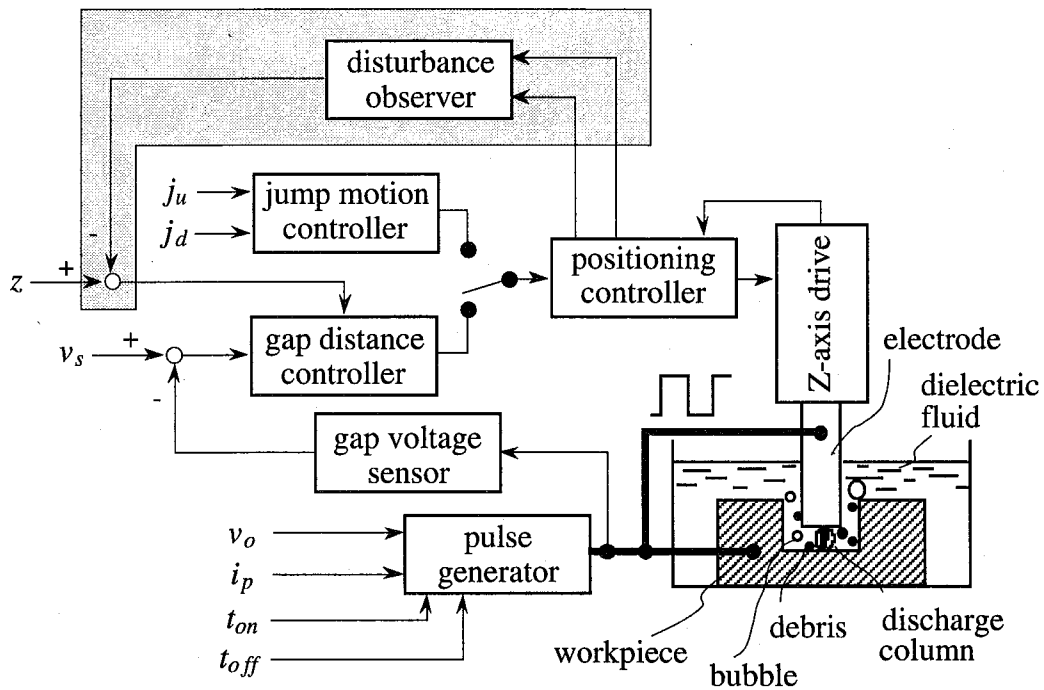 disturbance
observer
j_u
jump motion
controller
j_d
-
z
+
positioning
controller
Z-axis drive
v_s
+
gap distance
controller
-
electrode
dielectric
fluid
gap voltage
sensor
v_o
pulse
generator
i_p
t_on
t_off
workpiece
bubble
debris
discharge
column